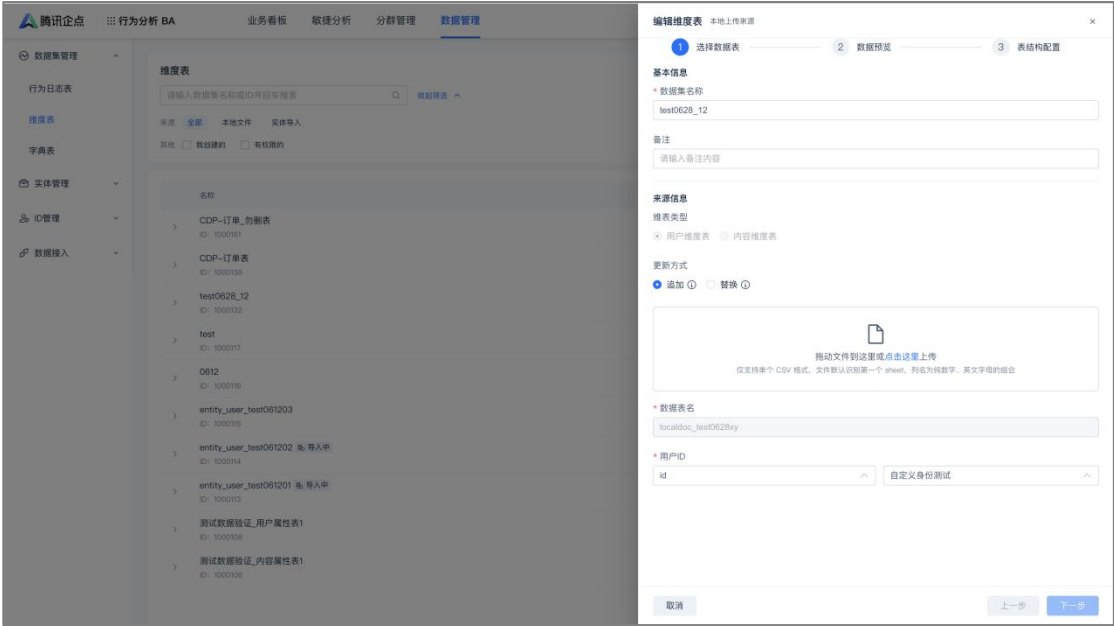 腾讯企点 行为分析 BA 业务看板 敏捷分析 分群管理 数据管理
数据集管理
行为日志表
维度表
字典表
实体管理
ID管理
数据接入
维度表
请输入数据集名称或ID并回车搜索 收起筛选
来源 全部 本地文件 实体导入
其他 我创建的 有权限的
名称
CDP-订单_勿删表
ID: 1000161
CDP-订单表
ID: 1000136
test0628_12
ID: 1000132
test
ID: 1000117
0612
ID: 1000116
entity_user_test061203
ID: 1000115
entity_user_test061202 导入中
ID: 1000114
entity_user_test061201 导入中
ID: 1000113
测试数据验证_用户属性表1
ID: 1000108
测试数据验证_内容属性表1
ID: 1000106
编辑维度表 本地上传来源 ×
1 选择数据表 2 数据预览 3 表结构配置
基本信息
* 数据集名称
test0628_12
备注
请输入备注内容
来源信息
维表类型
用户维度表 内容维度表
更新方式
追加 替换
拖动文件到这里或点击这里上传
仅支持单个 CSV 格式，文件默认识别第一个 sheet，列名为纯数字、英文字母的组合
* 数据表名
localdoc_test0628xy
* 用户ID
id 自定义身份测试
取消 上一步 下一步